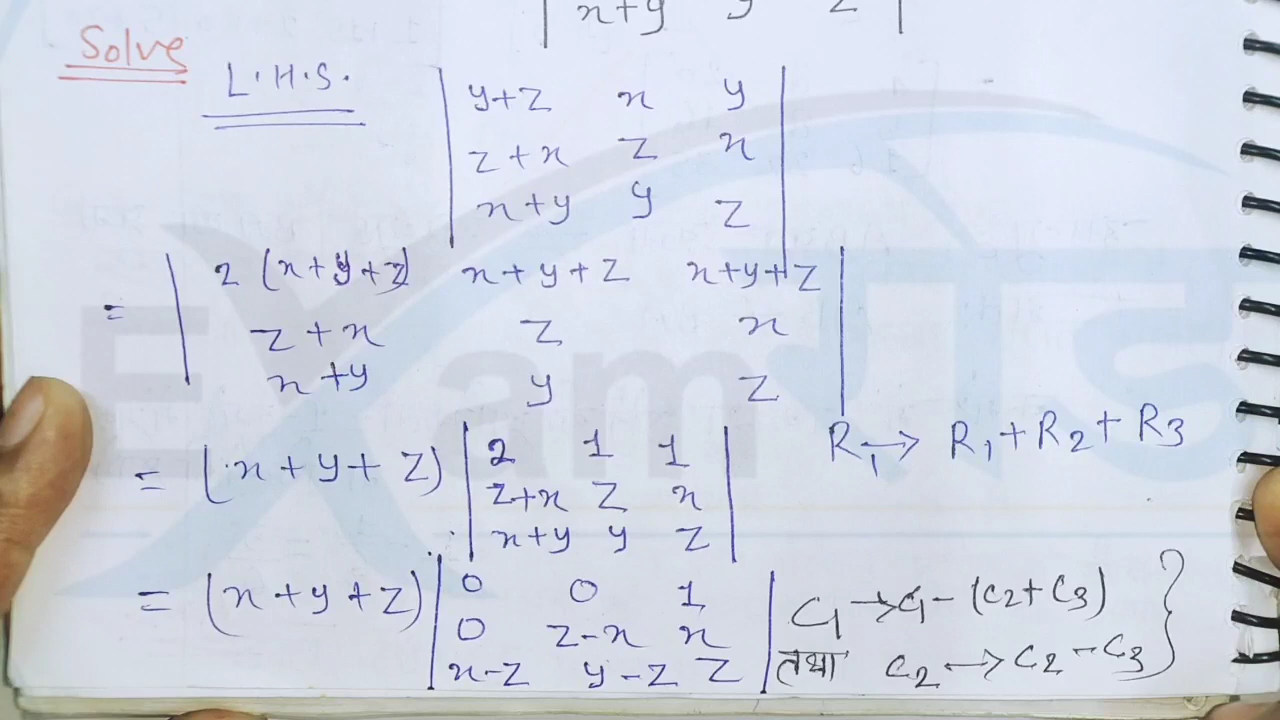 | x+y y z |
Solve
L.H.S. | y+z x y |
| z+x z x |
| x+y y z |
= | 2 (x+y+z) x+y+z x+y+z |
| z+x z x |
| x+y y z |
R₁→ R₁+R₂+R₃
= (x+y+z) | 2 1 1 |
| z+x z x |
| x+y y z |
= (x+y+z) | 0 0 1 | C₁→C₁-(C₂+C₃) }
| 0 z-x x |
| x-z y-z z | तथा C₂→C₂-C₃
Examगुरु